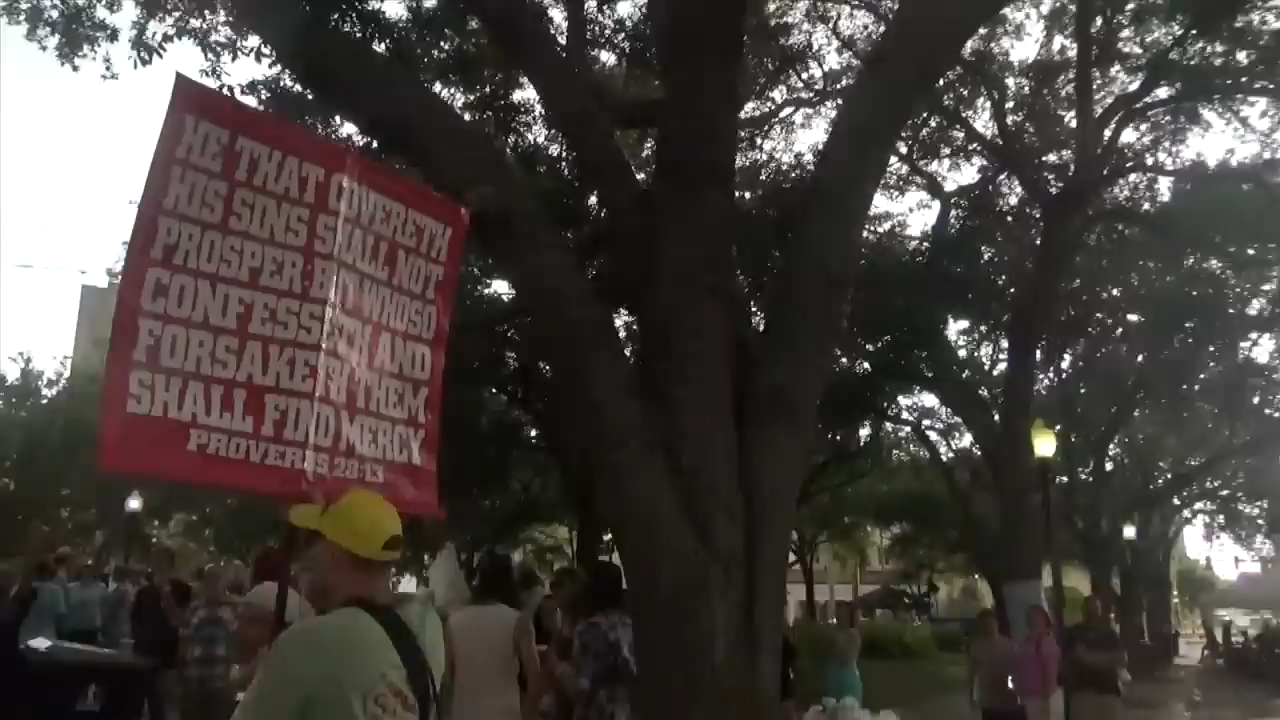 HE THAT COVERETH
HIS SINS SHALL NOT
PROSPER: BUT WHOSO
CONFESSETH AND
FORSAKETH THEM
SHALL FIND MERCY
PROVERBS 28:13